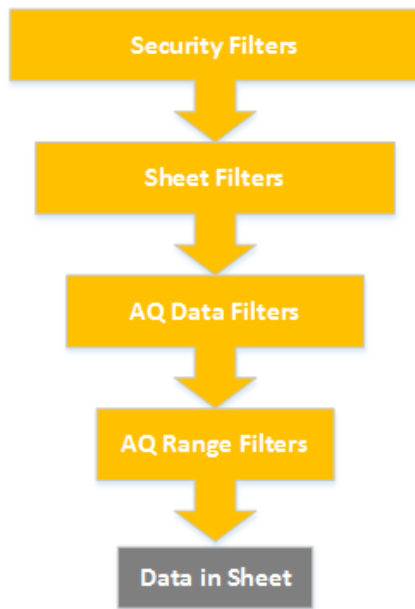 Security Filters
Sheet Filters
AQ Data Filters
AQ Range Filters
Data in Sheet